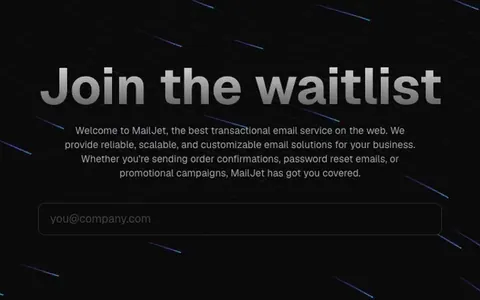 Join the waitlist
Welcome to MailJet, the best transactional email service on the web. We
provide reliable, scalable, and customizable email solutions for your business.
Whether you're sending order confirmations, password reset emails, or
promotional campaigns, MailJet has got you covered.
you@company.com